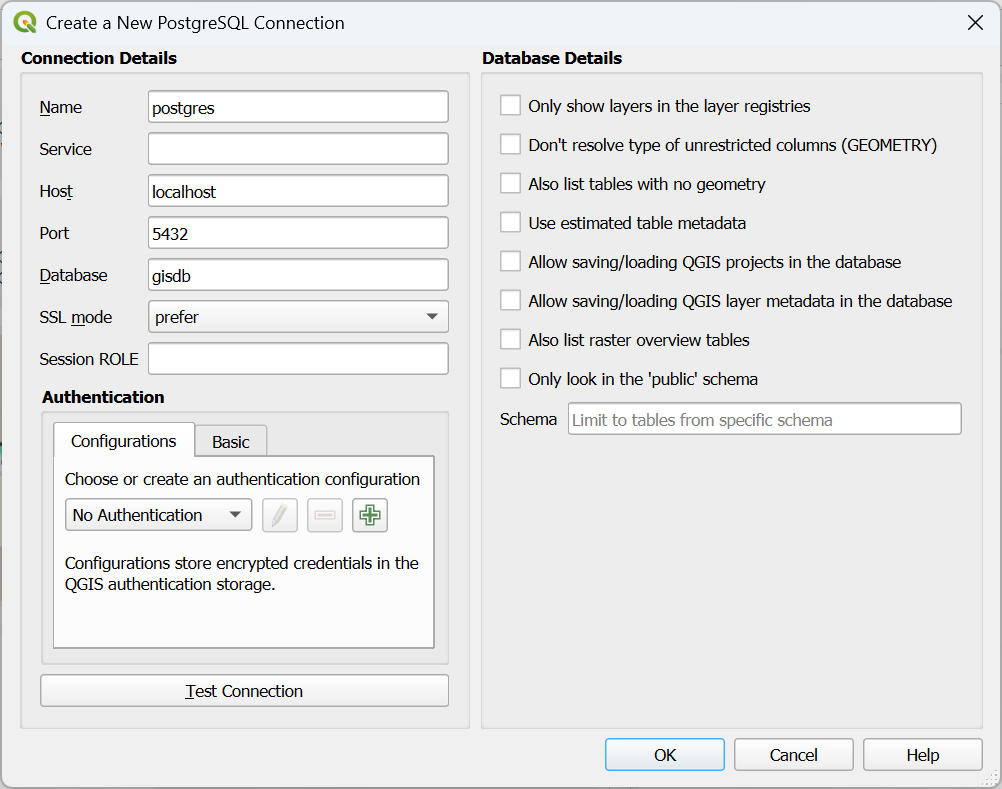 Create a New PostgreSQL Connection
Connection Details
Name
postgres
Service
Host
localhost
Port
5432
Database
gisdb
SSL mode
prefer
Session ROLE
Authentication
Configurations
Basic
Choose or create an authentication configuration
No Authentication
Configurations store encrypted credentials in the
QGIS authentication storage.
Test Connection
Database Details
Only show layers in the layer registries
Don't resolve type of unrestricted columns (GEOMETRY)
Also list tables with no geometry
Use estimated table metadata
Allow saving/loading QGIS projects in the database
Allow saving/loading QGIS layer metadata in the database
Also list raster overview tables
Only look in the 'public' schema
Schema
Limit to tables from specific schema
OK
Cancel
Help